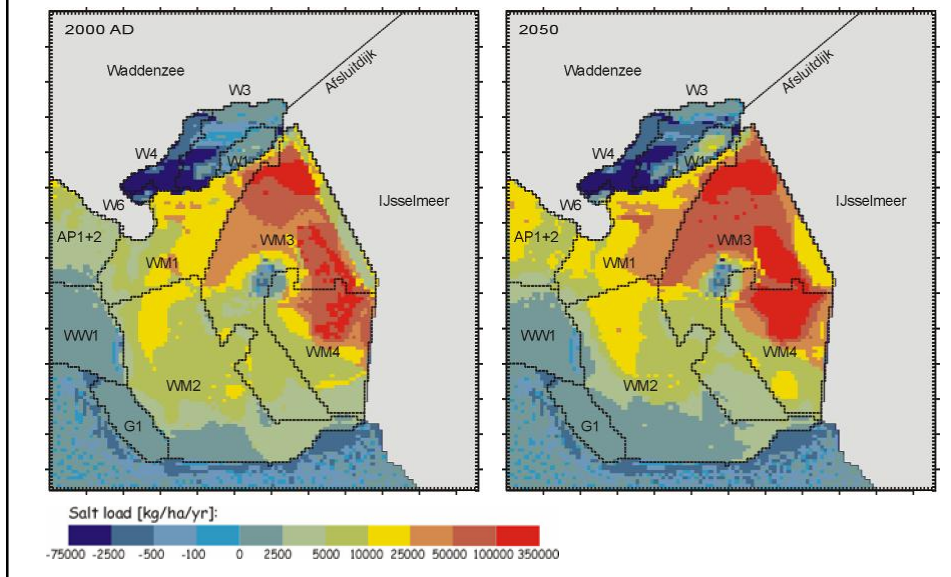 2000 AD
Waddenzee
Afsluitdijk
W3
W4
W1
W6
IJsselmeer
AP1+2
WM3
WM1
WW1
WM4
WM2
G1
2050
Waddenzee
Afsluitdijk
W3
W4
W1
W6
IJsselmeer
AP1+2
WM3
WM1
WW1
WM4
WM2
G1
Salt load [kg/ha/yr]:
-75000 -2500 -500 -100 0 2500 5000 10000 25000 50000 100000 350000